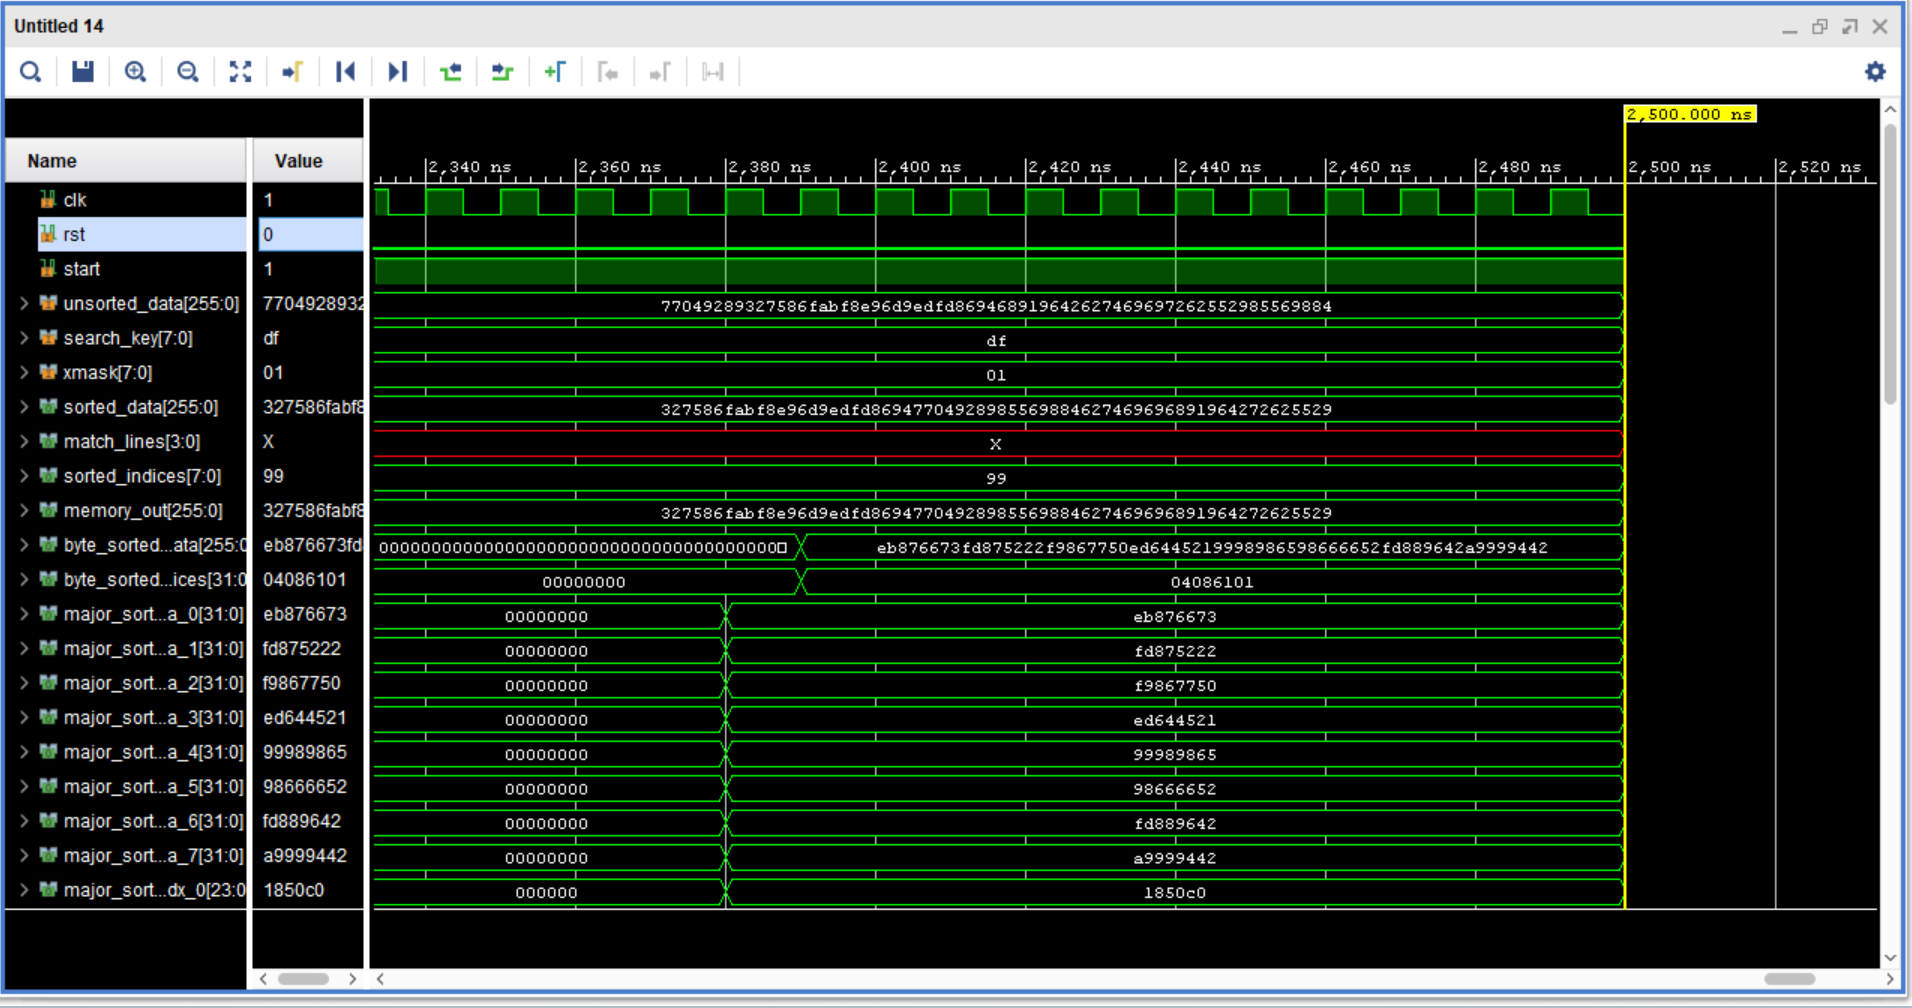 Untitled 14
2,500.000 ns
Name Value 2,340 ns 2,360 ns 2,380 ns 2,400 ns 2,420 ns 2,440 ns 2,460 ns 2,480 ns 2,500 ns 2,520 ns
clk 1
rst 0
start 1
unsorted_data[255:0] 7704928932 77049289327586fabf8e96d9edfd869468919642627469697262552985569884
search_key[7:0] df df
xmask[7:0] 01 01
sorted_data[255:0] 327586fabf8 327586fabf8e96d9edfd869477049289855698846274696968919642726255​29
match_lines[3:0] X X
sorted_indices[7:0] 99 99
memory_out[255:0] 327586fabf8 327586fabf8e96d9edfd86947704928985569884627469696891964272625529
byte_sorted...ata[255:0 eb876673fd 00000000000000000000000000000000000000 eb876673fd875222f9867750ed6445219998986598666652fd889642a9999442
byte_sorted...ices[31:0 04086101 00000000 04086101
major_sort...a_0[31:0] eb876673 00000000 eb876673
major_sort...a_1[31:0] fd875222 00000000 fd875222
major_sort...a_2[31:0] f9867750 00000000 f9867750
major_sort...a_3[31:0] ed644521 00000000 ed644521
major_sort...a_4[31:0] 99989865 00000000 99989865
major_sort...a_5[31:0] 98666652 00000000 98666652
major_sort...a_6[31:0] fd889642 00000000 fd889642
major_sort...a_7[31:0] a9999442 00000000 a9999442
major_sort...dx_0[23:0 1850c0 000000 1850c0